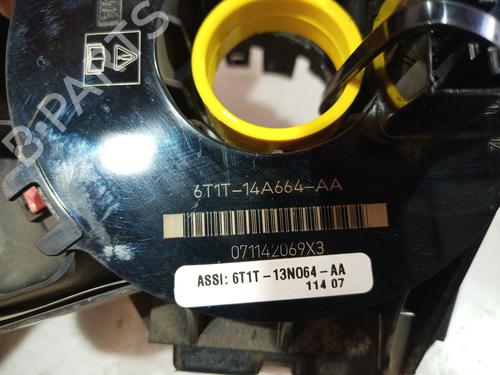 B-PARTS
6T1T-14A664-AA
071142069X3
ASSI: 6T1T-13N064-AA
114 07